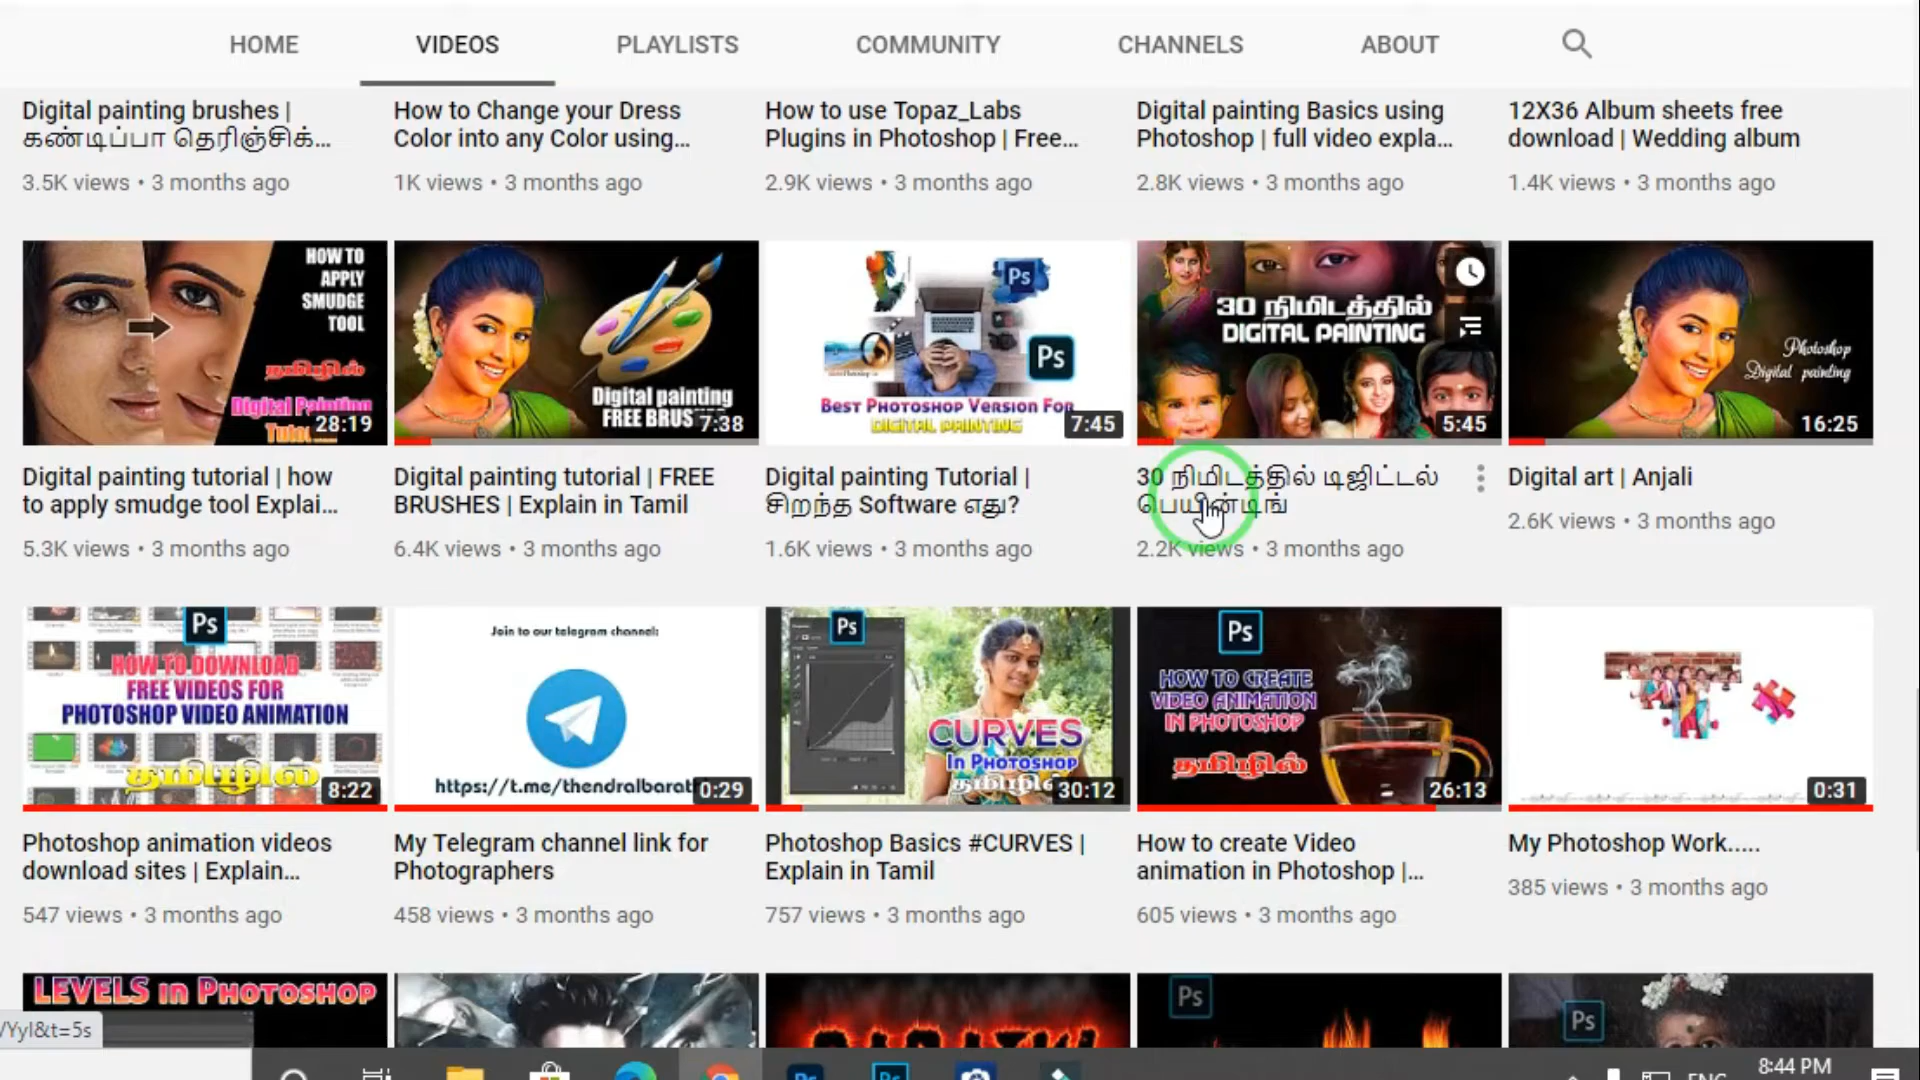 HOME VIDEOS PLAYLISTS COMMUNITY CHANNELS ABOUT
Digital painting brushes |
கண்டிப்பா தெரிஞ்சிக்...
3.5K views • 3 months ago
How to Change your Dress
Color into any Color using...
1K views • 3 months ago
How to use Topaz_Labs
Plugins in Photoshop | Free...
2.9K views • 3 months ago
Digital painting Basics using
Photoshop | full video expla...
2.8K views • 3 months ago
12X36 Album sheets free
download | Wedding album
1.4K views • 3 months ago
HOW TO
APPLY
SMUDGE
TOOL
தமிழில்
Digital Painting
28:19
Digital painting tutorial | how
to apply smudge tool Explai...
5.3K views • 3 months ago
Digital painting
FREE BRUS
7:38
Digital painting tutorial | FREE
BRUSHES | Explain in Tamil
6.4K views • 3 months ago
Ps
Ps
BEST PHOTOSHOP VERSION FOR
DIGITAL PAINTING
7:45
Digital painting Tutorial |
சிறந்த Software எது?
1.6K views • 3 months ago
30 நிமிடத்தில்
DIGITAL PAINTING
5:45
30 நிமிடத்தில் டிஜிட்டல்
பெயின்டிங்
2.2K views • 3 months ago
Photoshop
Digital painting
16:25
Digital art | Anjali
2.6K views • 3 months ago
Ps
HOW TO DOWNLOAD
FREE VIDEOS FOR
PHOTOSHOP VIDEO ANIMATION
தமிழில்
8:22
Photoshop animation videos
download sites | Explain...
547 views • 3 months ago
Join to our telegram channel:
https://t.me/thendralbarat
0:29
My Telegram channel link for
Photographers
458 views • 3 months ago
Ps
CURVES
IN PHOTOSHOP
தமிழில்
30:12
Photoshop Basics #CURVES |
Explain in Tamil
757 views • 3 months ago
Ps
HOW TO CREATE
VIDEO ANIMATION
IN PHOTOSHOP
தமிழில்
26:13
How to create Video
animation in Photoshop |...
605 views • 3 months ago
0:31
My Photoshop Work.....
385 views • 3 months ago
LEVELS in PHOTOSHOP
Ps
Ps
/YyI&t=5s
8:44 PM
ENG